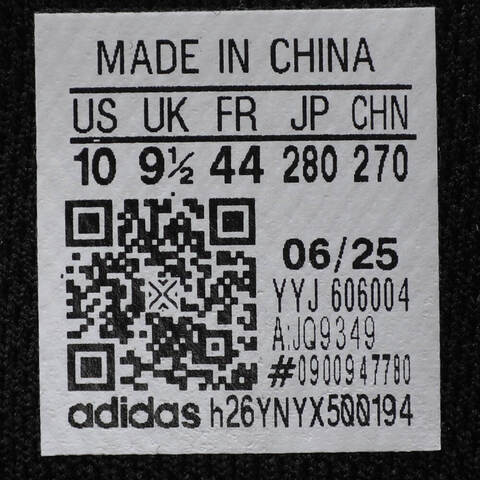 MADE IN CHINA
US UK FR JP CHN
10 9½ 44 280 270
06/25
YYJ 606004
A:JQ9349
#0900947780
adidas h26YNYX500194